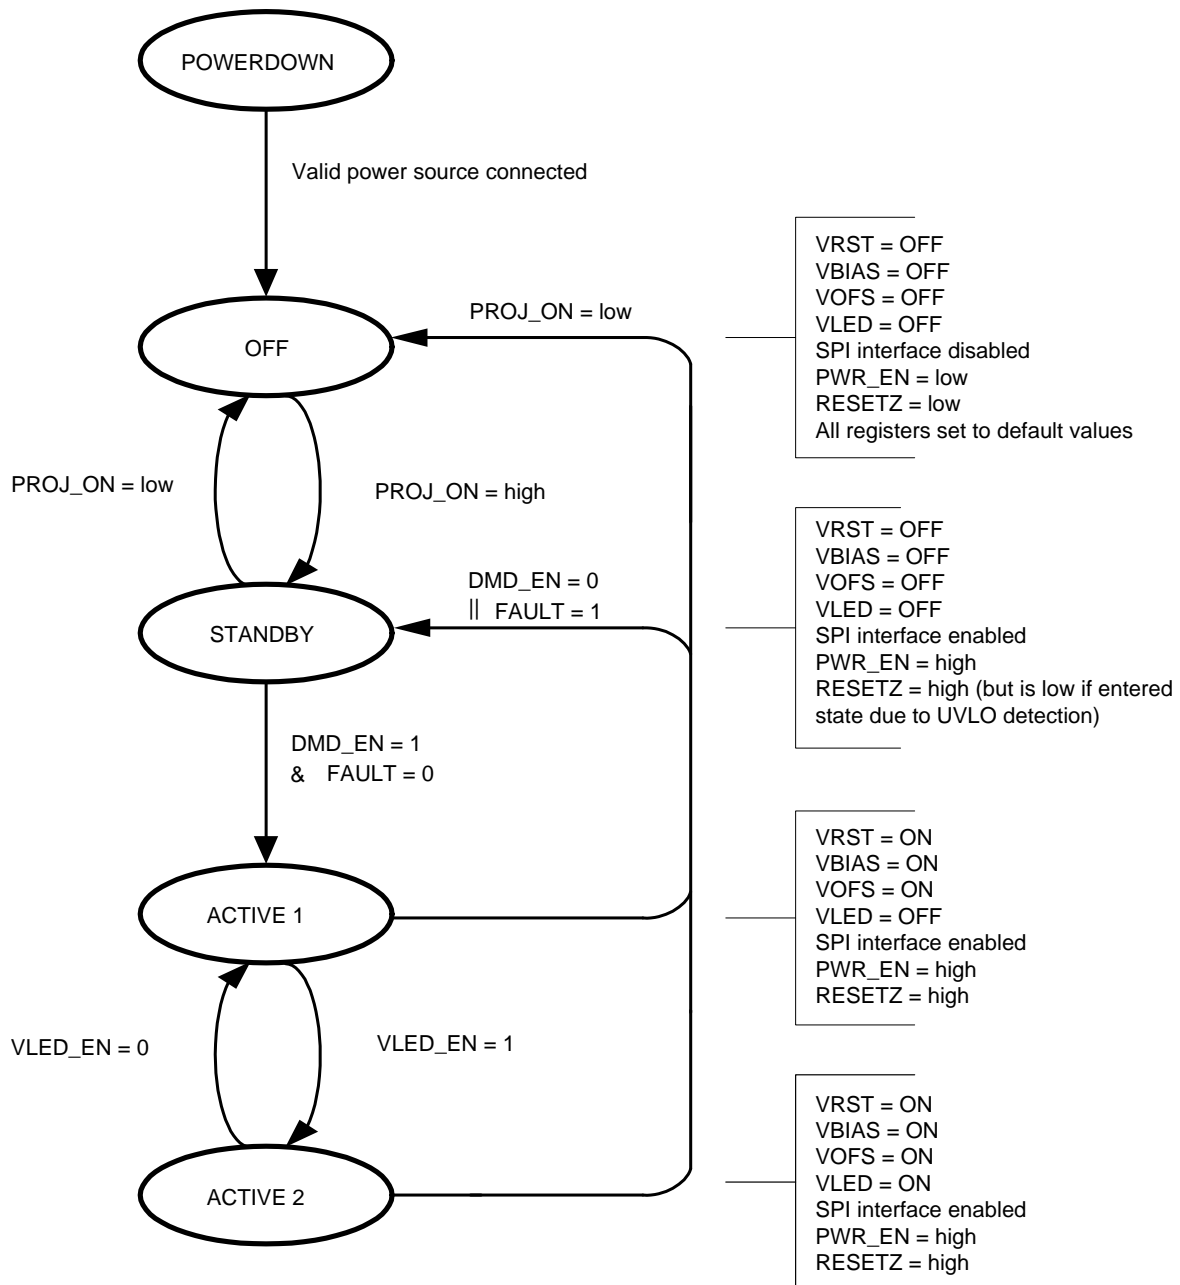 POWERDOWN
Valid power source connected
VRST = OFF
VBIAS = OFF
VOFS = OFF
VLED = OFF
SPI interface disabled
PWR_EN = low
RESETZ = low
All registers set to default values
PROJ_ON = low
OFF
PROJ_ON = low
PROJ_ON = high
VRST = OFF
VBIAS = OFF
VOFS = OFF
VLED = OFF
SPI interface enabled
PWR_EN = high
RESETZ = high (but is low if entered
state due to UVLO detection)
DMD_EN = 0
|| FAULT = 1
STANDBY
DMD_EN = 1
& FAULT = 0
VRST = ON
VBIAS = ON
VOFS = ON
VLED = OFF
SPI interface enabled
PWR_EN = high
RESETZ = high
ACTIVE 1
VLED_EN = 0
VLED_EN = 1
VRST = ON
VBIAS = ON
VOFS = ON
VLED = ON
SPI interface enabled
PWR_EN = high
RESETZ = high
ACTIVE 2